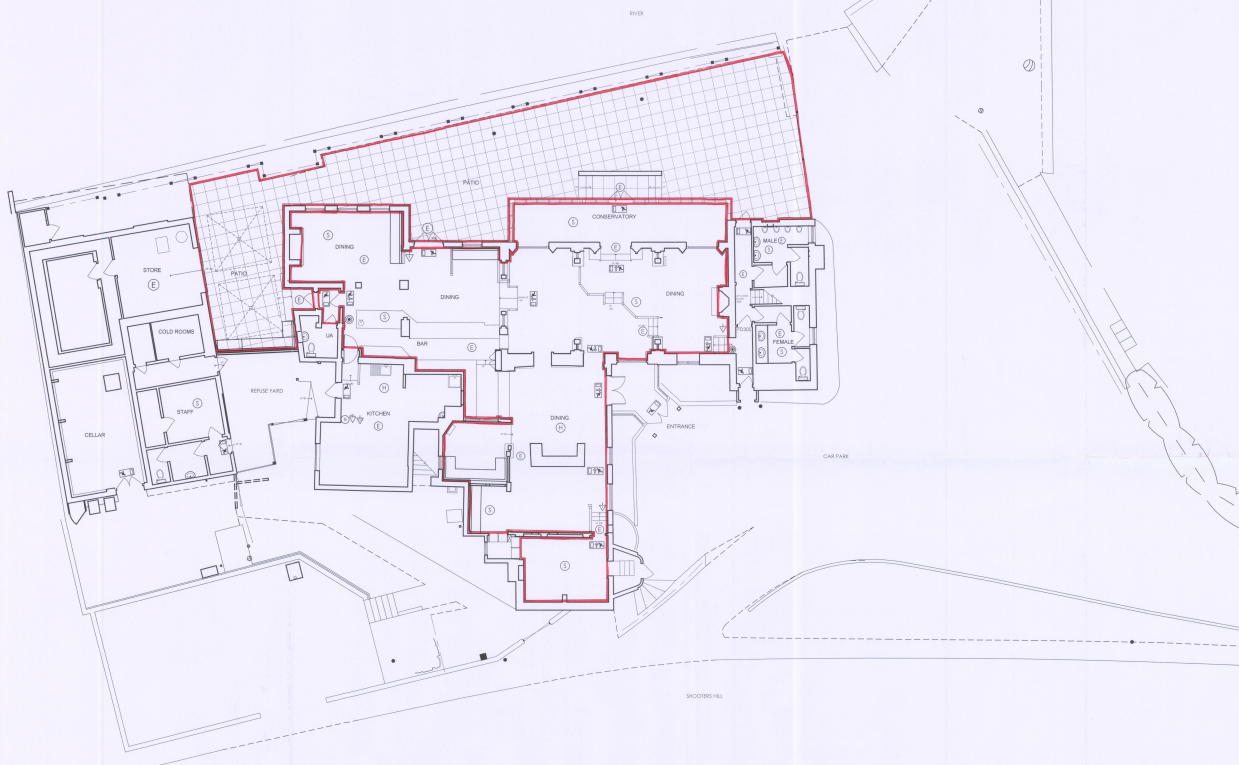 RIVER
PATIO
E
CONSERVATORY
S
E
S
DINING
E
E
MALE
E
S
STORE
E
PATIO
DINING
DINING
E
S
E
COLD ROOMS
S
UA
BAR
E
E
FEMALE
E
S
REFUSE YARD
H
KITCHEN
E
STAFF
S
DINING
H
ENTRANCE
CELLAR
E
CAR PARK
S
E
S
SHOOTERS HILL